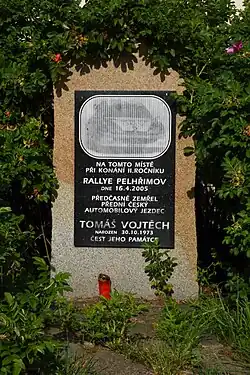 NA TOMTO MÍSTĚ
PŘI KONÁNÍ II.ROČNÍKU
RALLYE PELHŘIMOV
DNE 16.4.2005
PŘEDČASNĚ ZEMŘEL
PŘEDNÍ ČESKÝ
AUTOMOBILOVÝ JEZDEC
TOMÁŠ VOJTĚCH
NAROZEN 30.10.1973
ČEST JEHO PAMÁTCE